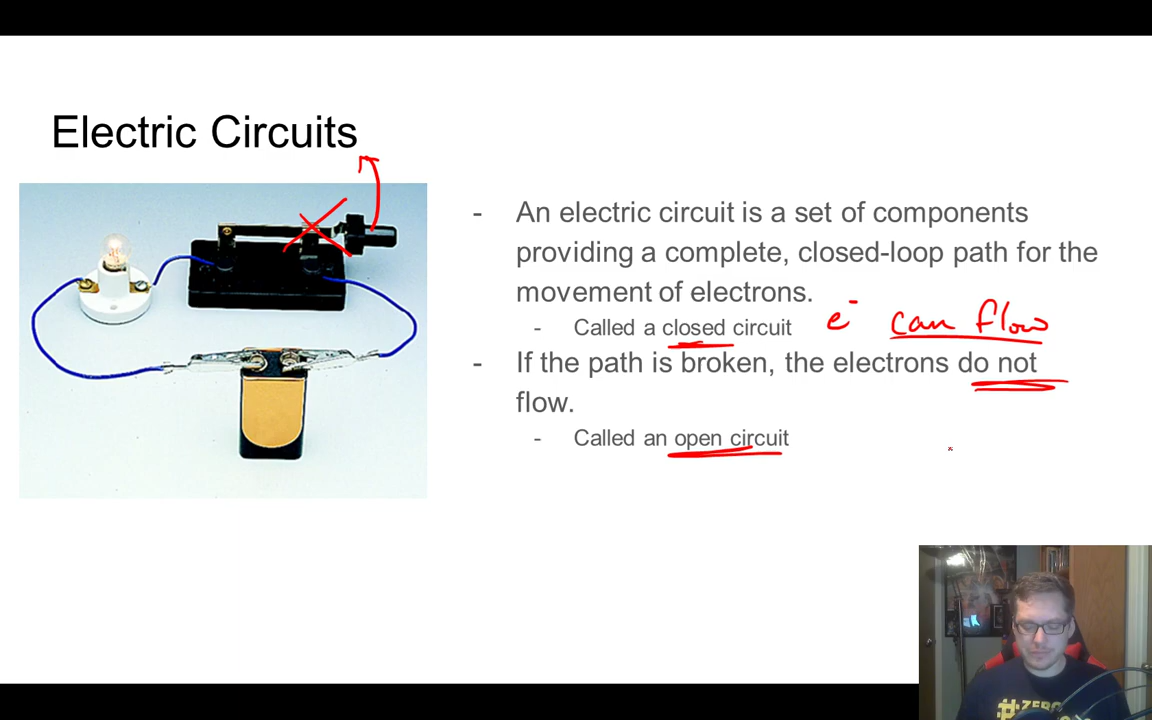 Electric Circuits
- An electric circuit is a set of components
providing a complete, closed-loop path for the
movement of electrons.
- Called a closed circuit e⁻ can flow
- If the path is broken, the electrons do not
flow.
- Called an open circuit
#ZERO